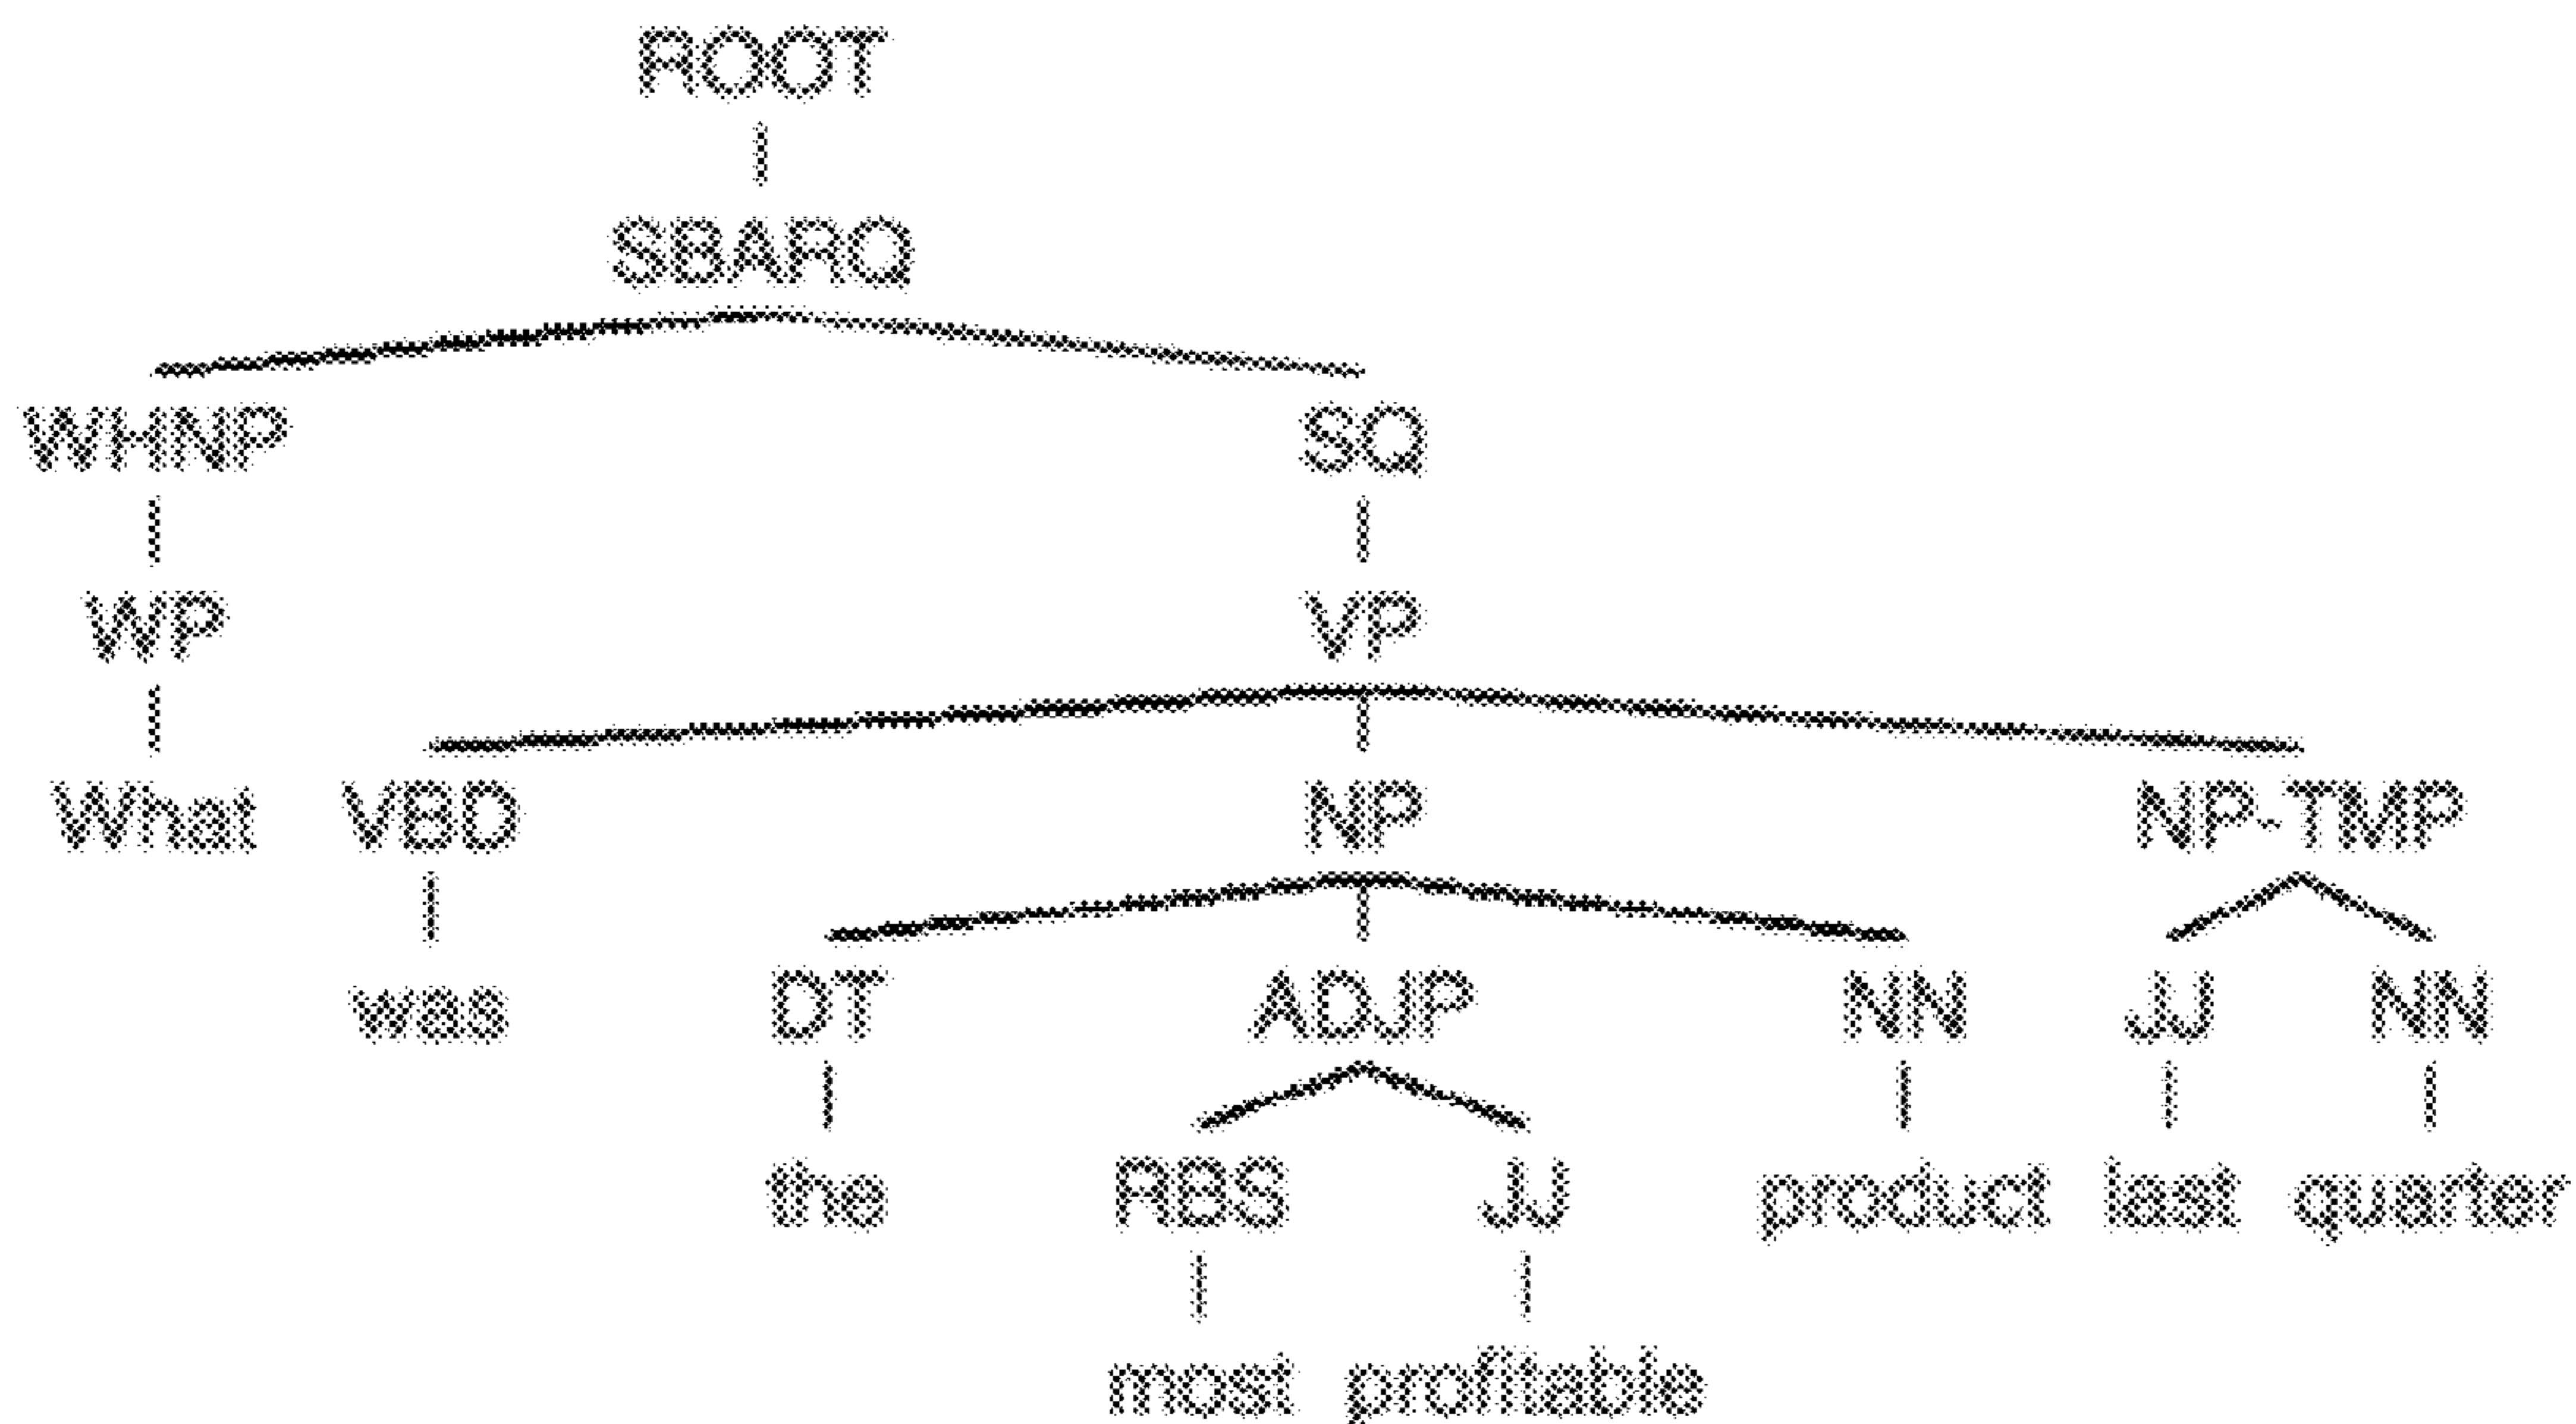 ROOT
SBARQ
WHNP SQ
WP VP
What VBD NP NP-TMP
was DT ADJP NN JJ NN
the RBS JJ product last quarter
most profitable